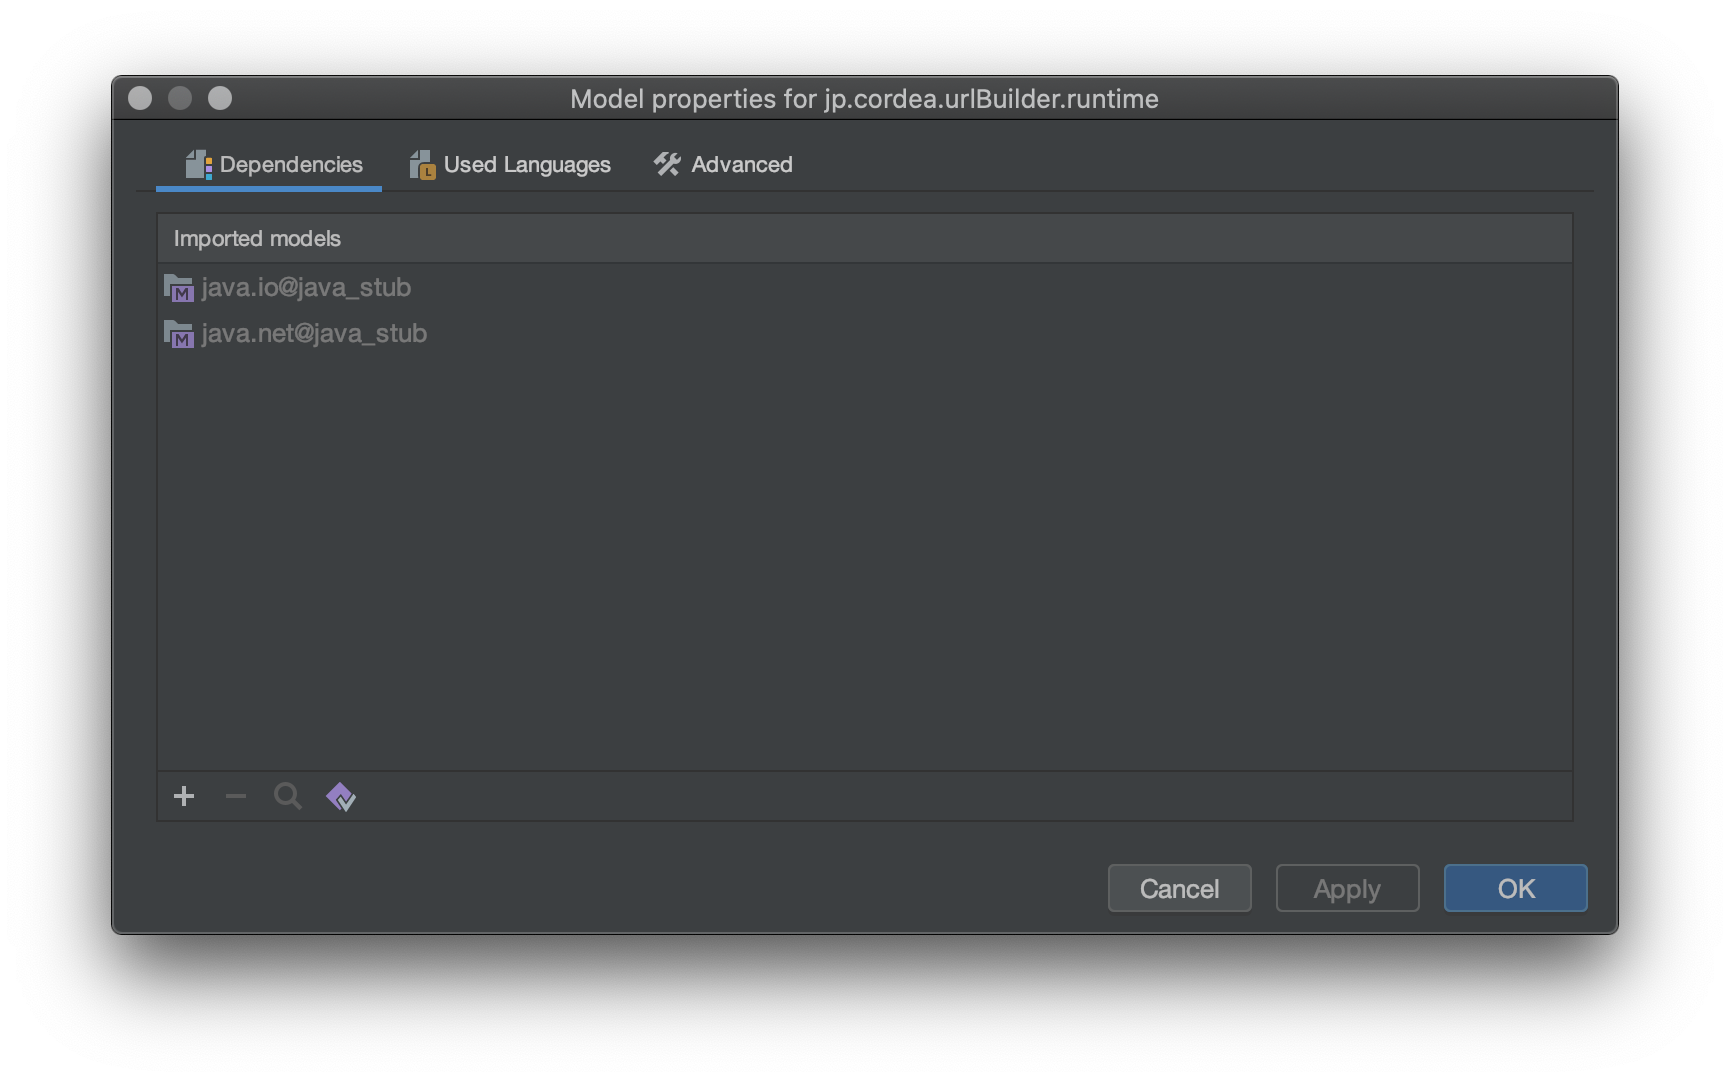 Model properties for jp.cordea.urlBuilder.runtime
Dependencies
Used Languages
Advanced
Imported models
java.io@java_stub
java.net@java_stub
Cancel
Apply
OK